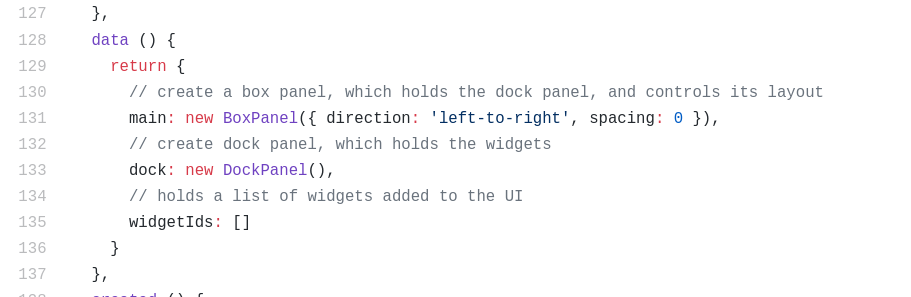 127 },
128 data () {
129 return {
130 // create a box panel, which holds the dock panel, and controls its layout
131 main: new BoxPanel({ direction: 'left-to-right', spacing: 0 }),
132 // create dock panel, which holds the widgets
133 dock: new DockPanel(),
134 // holds a list of widgets added to the UI
135 widgetIds: []
136 }
137 },
138 created () {